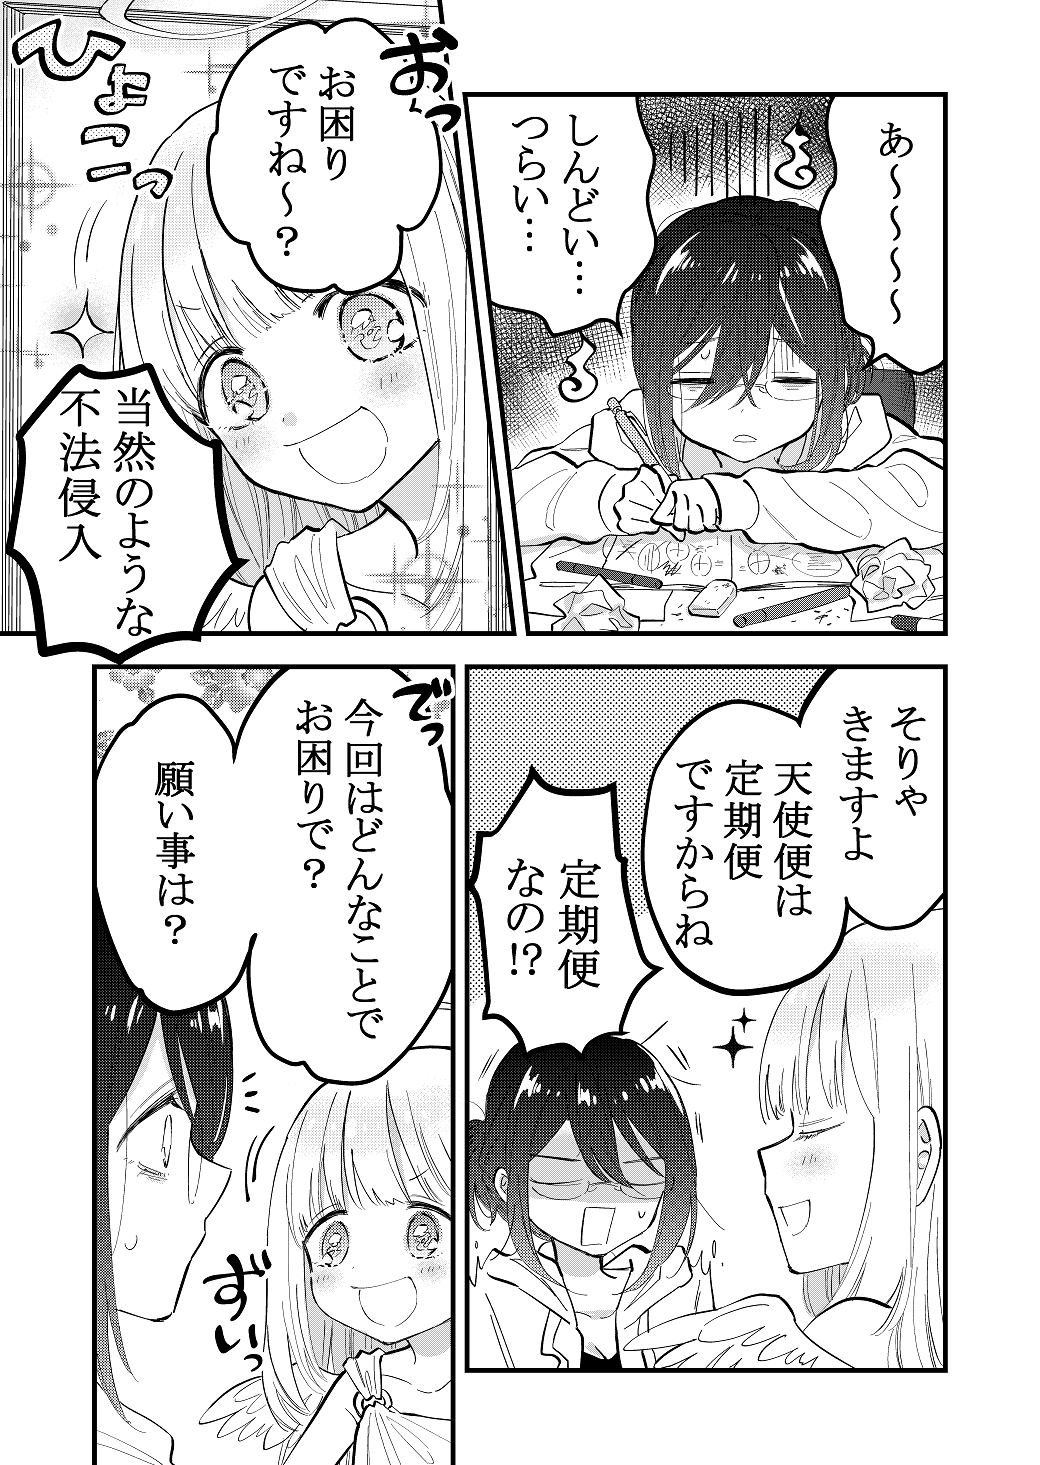 あ～～～～
しんどい…
つらい…
おっ
お困り
ですね～？
ひょこーっ
当然のような
不法侵入
そりゃ
きますよ
天使便は
定期便
ですからね
定期便
なの!?
でっ
今回はどんなことで
お困りで？
願い事は？
ずいっ